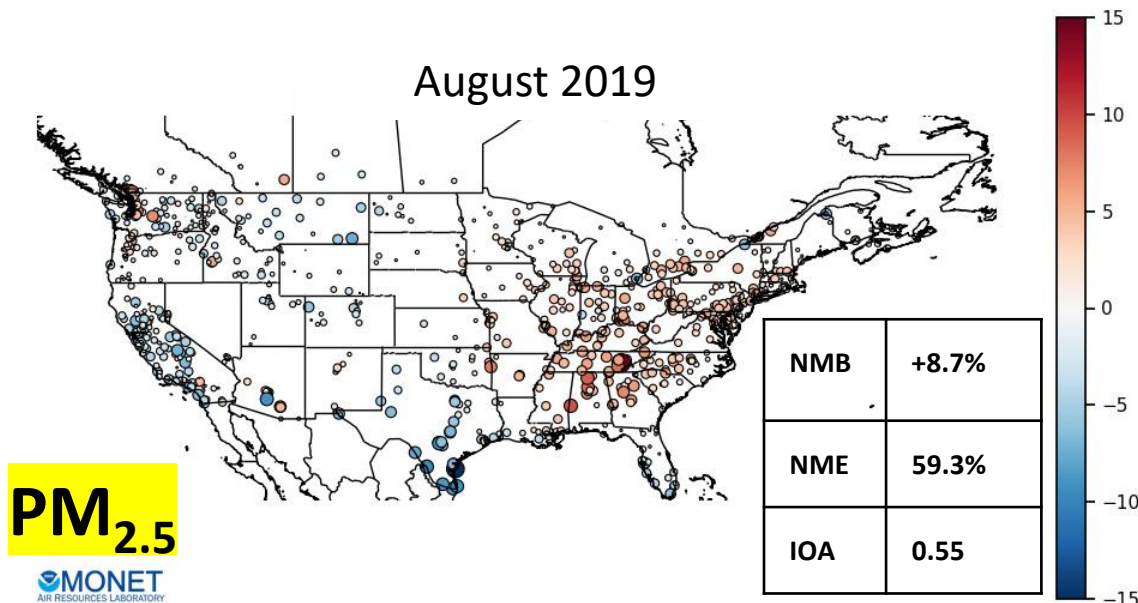 August 2019
15
10
5
0
−5
−10
−15
NMB +8.7%
NME 59.3%
IOA 0.55
PM2.5
MONET
AIR RESOURCES LABORATORY